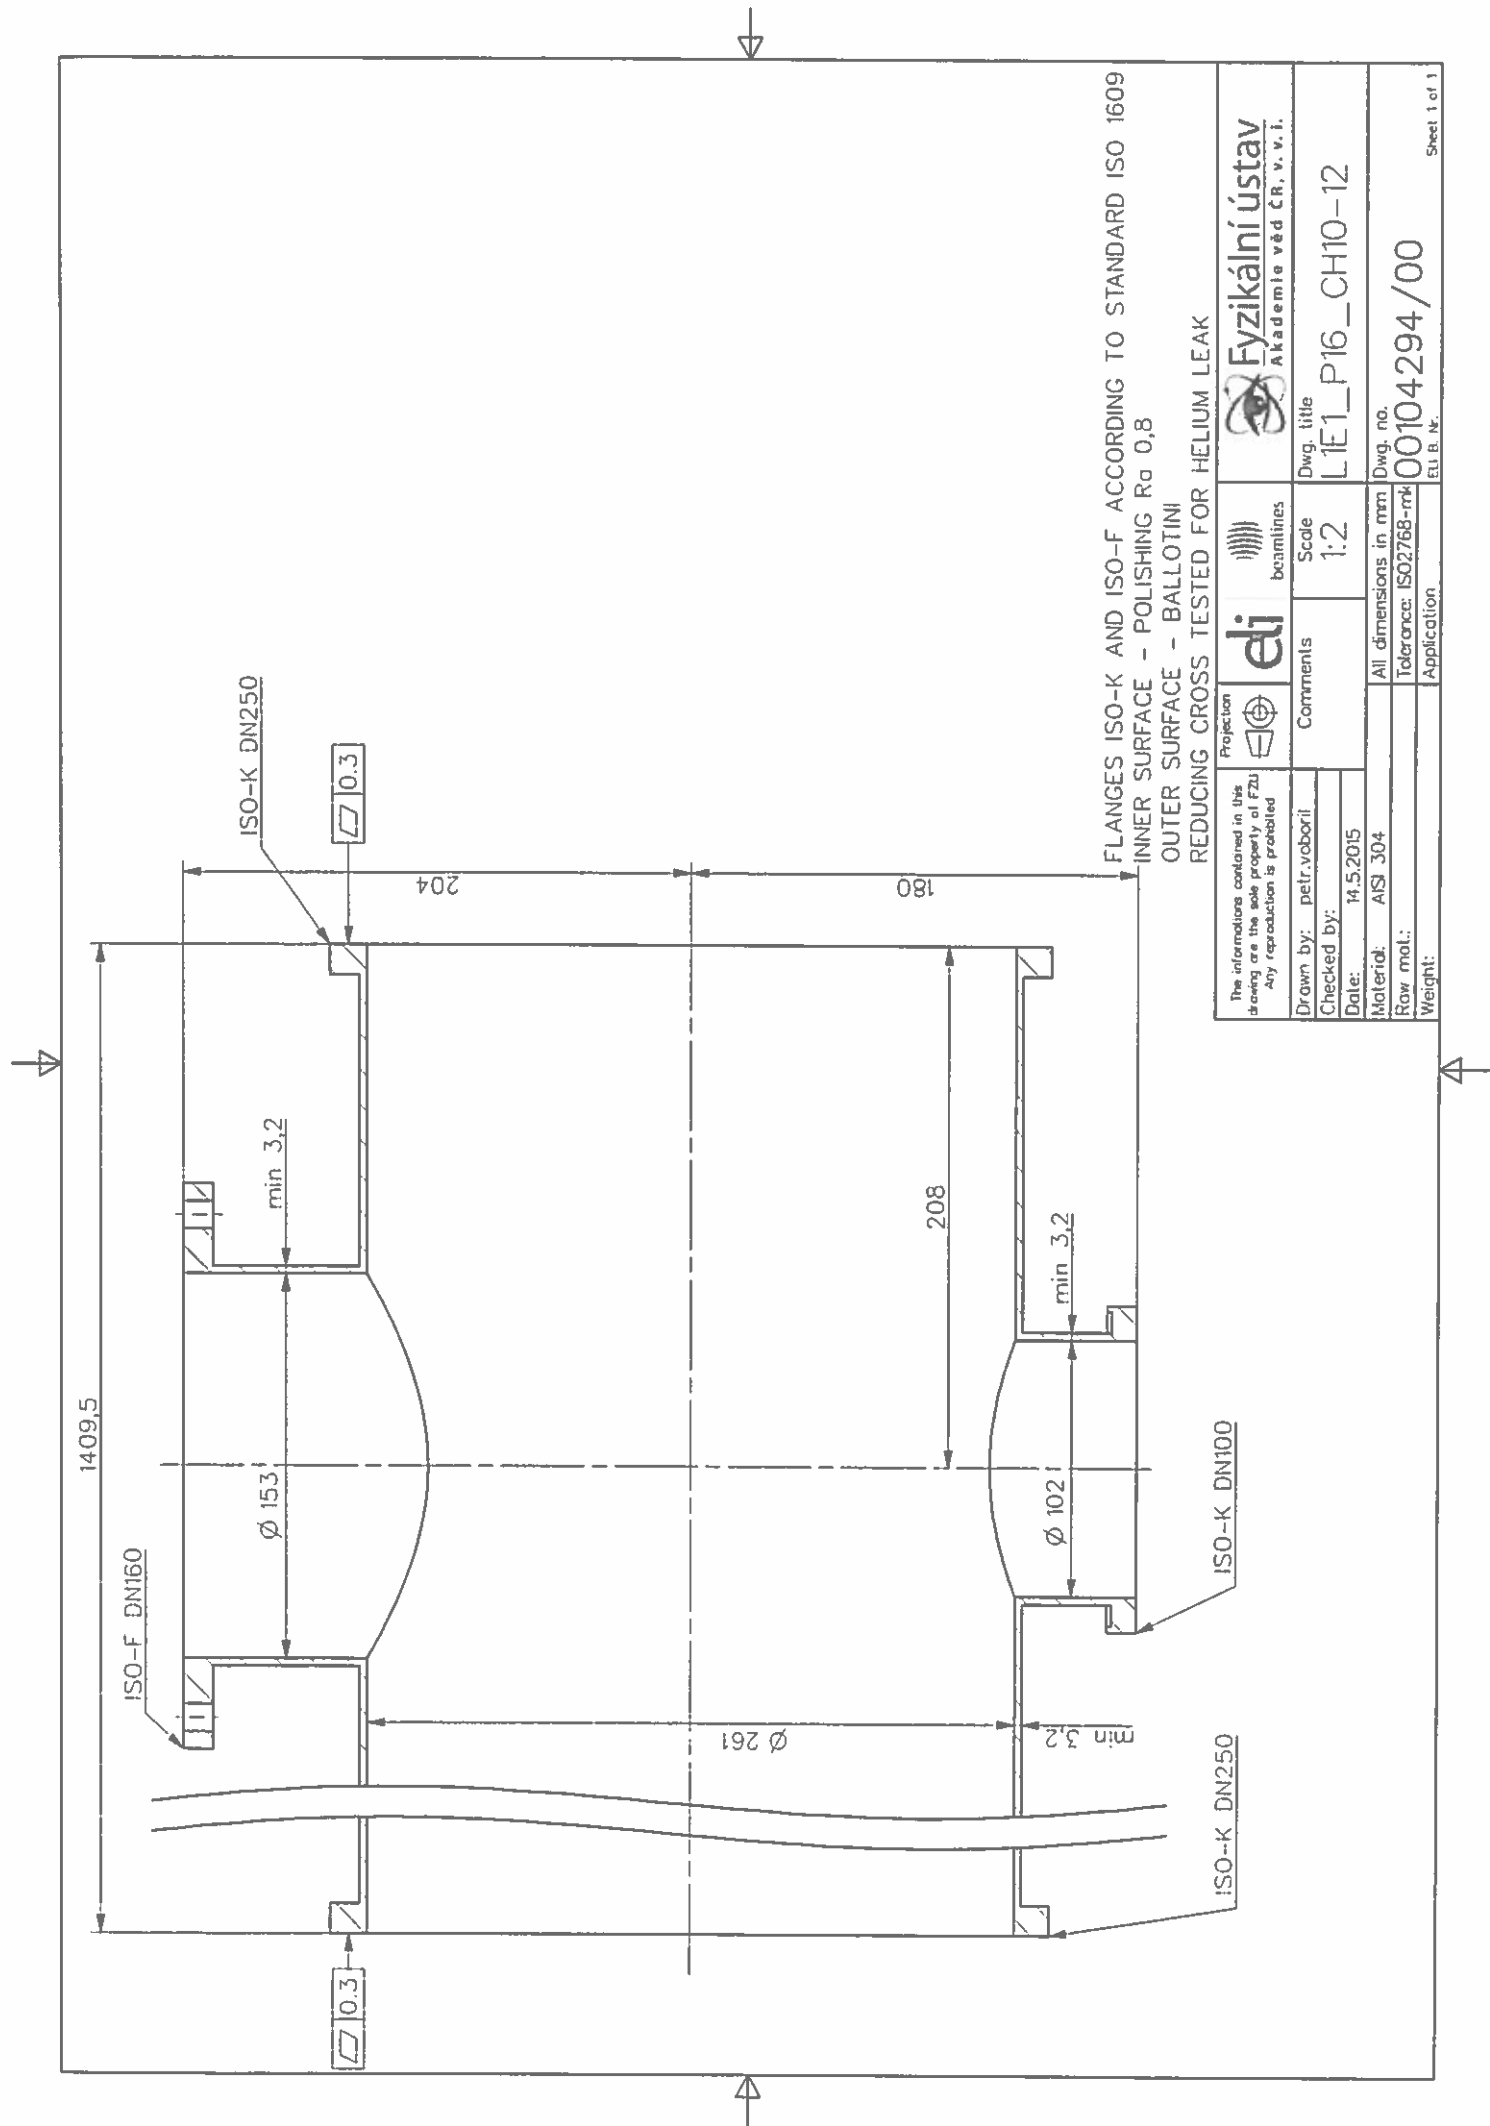 1409,5
ISO-F DN160
Ø 153
min 3,2
ISO-K DN250
0.3
0.3
204
180
208
Ø 261
min 3,2
Ø 102
min 3,2
ISO-K DN100
ISO-K DN250
FLANGES ISO-K AND ISO-F ACCORDING TO STANDARD ISO 1609
INNER SURFACE - POLISHING Ra 0,8
OUTER SURFACE - BALLOTINI
REDUCING CROSS TESTED FOR HELIUM LEAK
The informations contained in this
drawing are the sole property of FZU
Any reproduction is prohibited
Projection
eli
beamlines
Fyzikální ústav
Akademie věd ČR, v. v. i.
Drawn by: petr.voboril
Checked by:
Date: 14.5.2015
Material: AISI 304
Raw mat.:
Weight:
Comments
Scale
1:2
Dwg. title
L1E1_P16_CH10-12
All dimensions in mm
Tolerance: ISO2768-mk
Application
Dwg. no.
00104294/00
ELI B. Nr.
Sheet 1 of 1